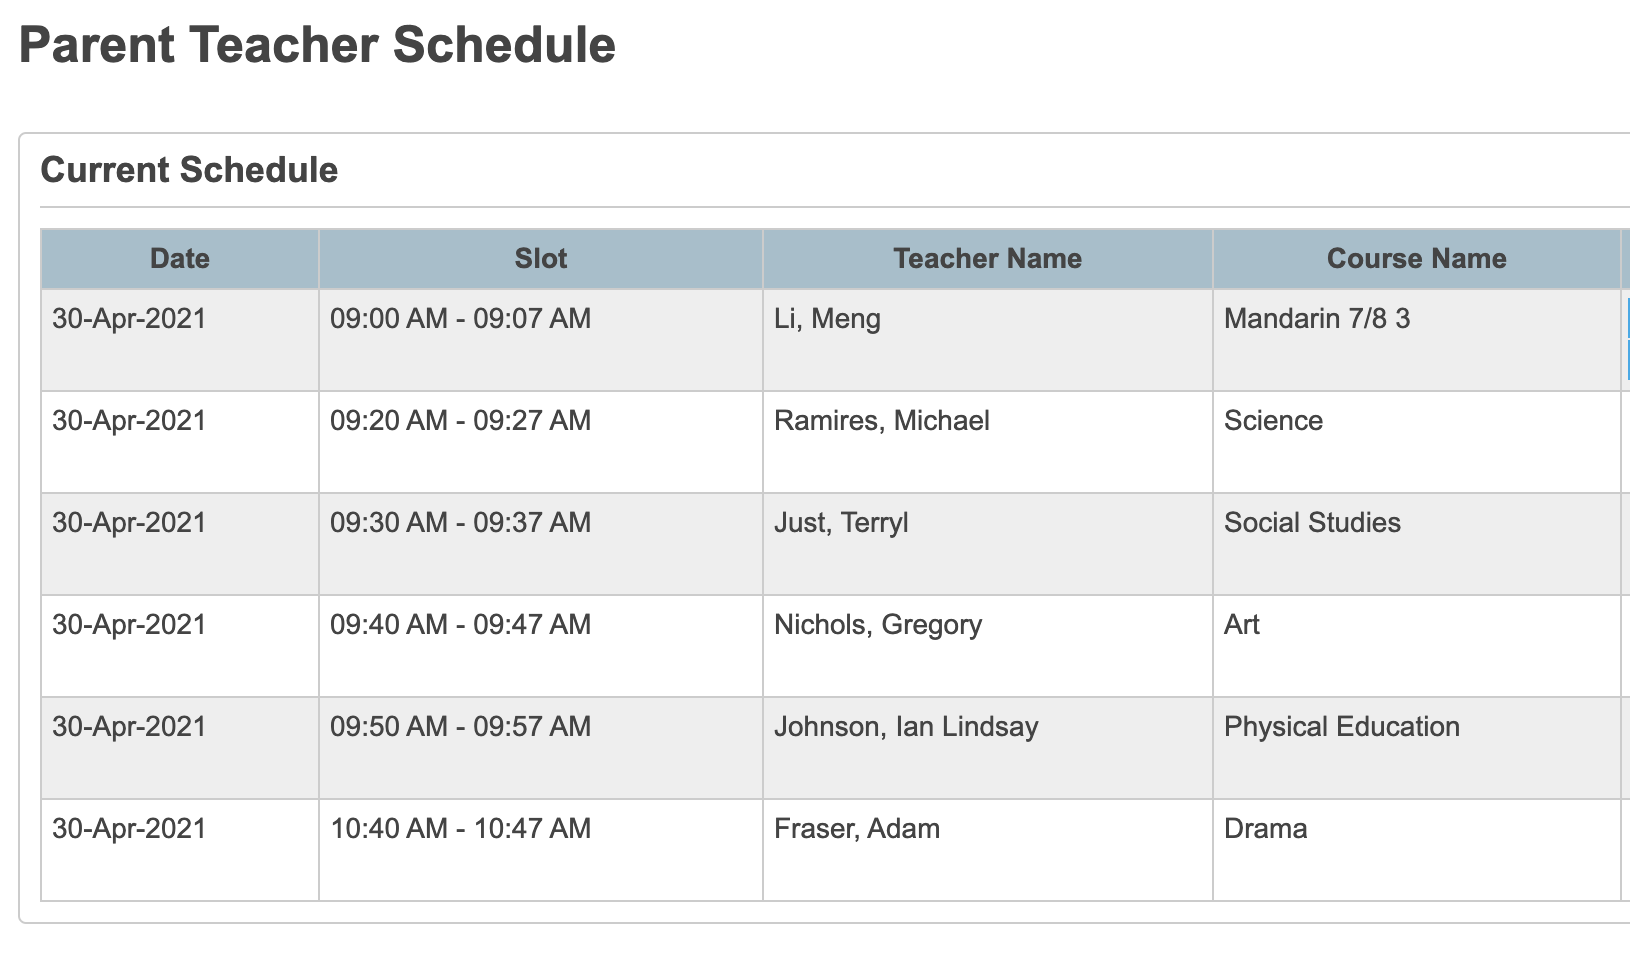 Parent Teacher Schedule
Current Schedule
Date Slot Teacher Name Course Name
30-Apr-2021 09:00 AM - 09:07 AM Li, Meng Mandarin 7/8 3
30-Apr-2021 09:20 AM - 09:27 AM Ramires, Michael Science
30-Apr-2021 09:30 AM - 09:37 AM Just, Terryl Social Studies
30-Apr-2021 09:40 AM - 09:47 AM Nichols, Gregory Art
30-Apr-2021 09:50 AM - 09:57 AM Johnson, Ian Lindsay Physical Education
30-Apr-2021 10:40 AM - 10:47 AM Fraser, Adam Drama